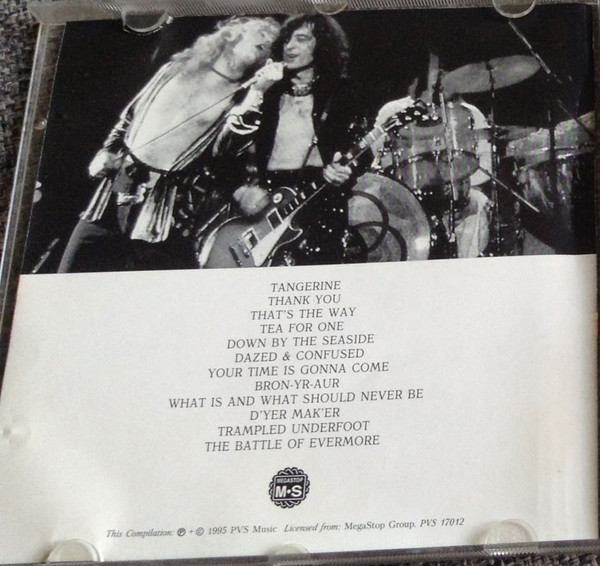 TANGERINE
THANK YOU
THAT'S THE WAY
TEA FOR ONE
DOWN BY THE SEASIDE
DAZED & CONFUSED
YOUR TIME IS GONNA COME
BRON-YR-AUR
WHAT IS AND WHAT SHOULD NEVER BE
D'YER MAK'ER
TRAMPLED UNDERFOOT
THE BATTLE OF EVERMORE
MEGASTOP
M•S
This Compilation: ℗ + © 1995 PVS Music Licensed from: MegaStop Group. PVS 17012